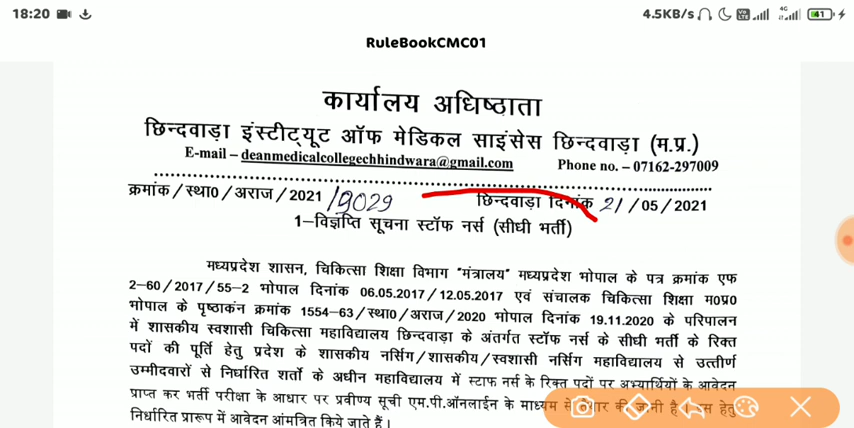 18:20 4.5KB/s 4G 41
RuleBookCMC01
कार्यालय अधिष्ठाता
छिन्दवाड़ा इंस्टीट्यूट ऑफ मेडिकल साइंसेस छिन्दवाड़ा (म.प्र.)
E-mail – deanmedicalcollegechhindwara@gmail.com Phone no. – 07162-297009
क्रमांक/स्था0/अराज/2021/9029 छिन्दवाड़ा दिनांक 21/05/2021
1–विज्ञप्ति सूचना स्टॉफ नर्स (सीधी भर्ती)
मध्यप्रदेश शासन, चिकित्सा शिक्षा विभाग "मंत्रालय" मध्यप्रदेश भोपाल के पत्र क्रमांक एफ
2–60/2017/55–2 भोपाल दिनांक 06.05.2017/12.05.2017 एवं संचालक चिकित्सा शिक्षा म0प्र0
भोपाल के पृष्ठाकंन क्रमांक 1554–63/स्था0/अराज/2020 भोपाल दिनांक 19.11.2020 के परिपालन
में शासकीय स्वशासी चिकित्सा महाविद्यालय छिन्दवाड़ा के अंतर्गत स्टॉफ नर्स के सीधी भर्ती के रिक्त
पदों की पूर्ति हेतु प्रदेश के शासकीय नर्सिंग/शासकीय/स्वशासी नर्सिंग महाविद्यालय से उत्तीर्ण
उम्मीदवारों से निर्धारित शर्तो के अधीन महाविद्यालय में स्टाफ नर्स के रिक्त पदों पर अभ्यार्थियों के आवेदन
प्राप्त कर भर्ती परीक्षा के आधार पर प्रवीण्य सूची एम.पी.ऑनलाईन के माध्यम से की जानी है। हेतु
निर्धारित प्रारूप में आवेदन आंमत्रित किये जाते हैं।